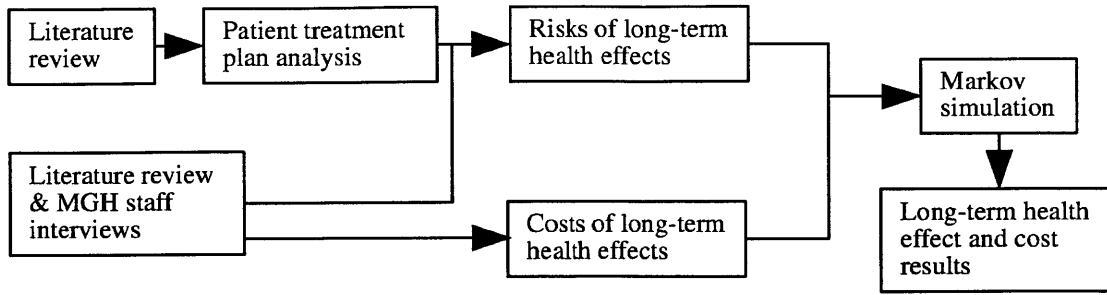 Literature
review
Patient treatment
plan analysis
Risks of long-term
health effects
Markov
simulation
Literature review
& MGH staff
interviews
Costs of long-term
health effects
Long-term health
effect and cost
results